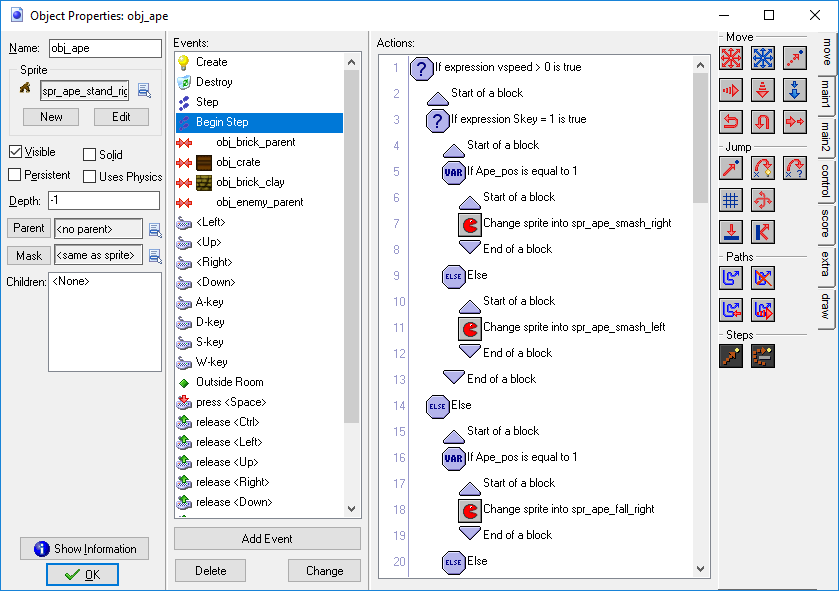 Object Properties: obj_ape
Name: obj_ape
Sprite
spr_ape_stand_rig
New Edit
Visible Solid
Persistent Uses Physics
Depth: -1
Parent <no parent>
Mask <same as sprite>
Children: <None>
Show Information
OK
Events:
Create
Destroy
Step
Begin Step
obj_brick_parent
obj_crate
obj_brick_clay
obj_enemy_parent
<Left>
<Up>
<Right>
<Down>
A-key
D-key
S-key
W-key
Outside Room
press <Space>
release <Ctrl>
release <Left>
release <Up>
release <Right>
release <Down>
Add Event
Delete Change
Actions:
1 If expression vspeed > 0 is true
2 Start of a block
3 If expression Skey = 1 is true
4 Start of a block
5 VAR If Ape_pos is equal to 1
6 Start of a block
7 Change sprite into spr_ape_smash_right
8 End of a block
9 ELSE Else
10 Start of a block
11 Change sprite into spr_ape_smash_left
12 End of a block
13 End of a block
14 ELSE Else
15 Start of a block
16 VAR If Ape_pos is equal to 1
17 Start of a block
18 Change sprite into spr_ape_fall_right
19 End of a block
20 ELSE Else
Move
Jump
Paths
Steps
move
main1
main2
control
score
extra
draw